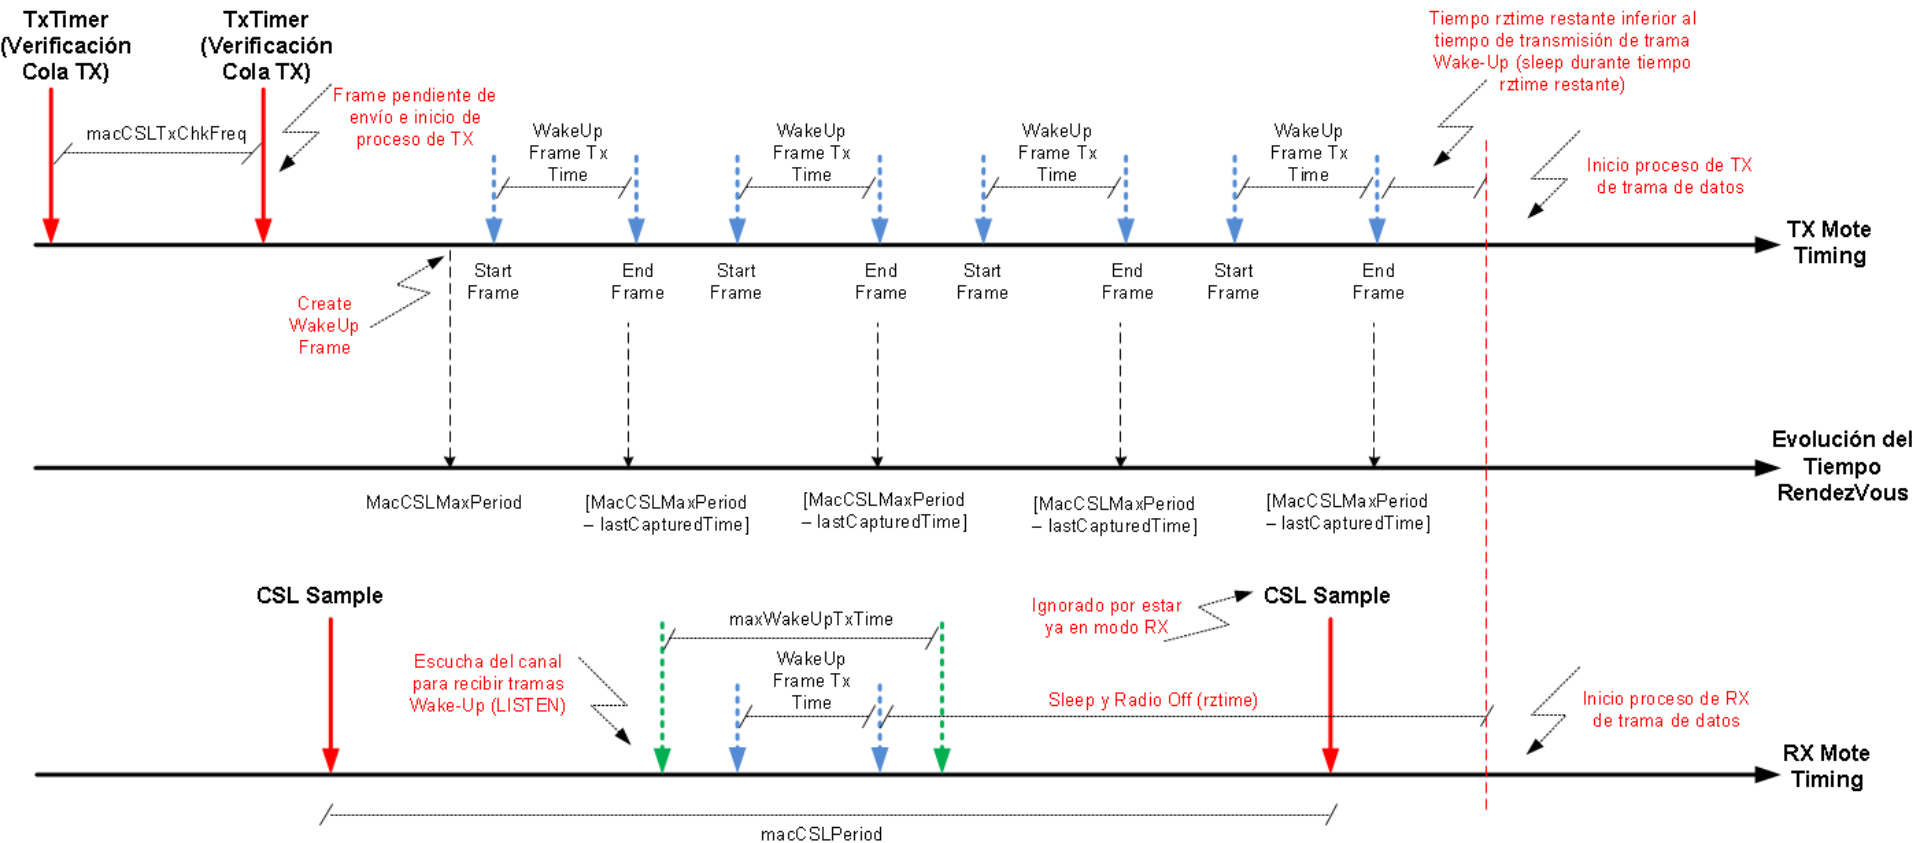 TxTimer
(Verificación
Cola TX)
TxTimer
(Verificación
Cola TX)
macCSLTxChkFreq
Frame pendiente de
envío e inicio de
proceso de TX
WakeUp
Frame Tx
Time
WakeUp
Frame Tx
Time
WakeUp
Frame Tx
Time
WakeUp
Frame Tx
Time
Tiempo rztime restante inferior al
tiempo de transmisión de trama
Wake-Up (sleep durante tiempo
rztime restante)
Inicio proceso de TX
de trama de datos
TX Mote
Timing
Create
WakeUp
Frame
Start
Frame
End
Frame
Start
Frame
End
Frame
Start
Frame
End
Frame
Start
Frame
End
Frame
Evolución del
Tiempo
RendezVous
MacCSLMaxPeriod
[MacCSLMaxPeriod
– lastCapturedTime]
[MacCSLMaxPeriod
– lastCapturedTime]
[MacCSLMaxPeriod
– lastCapturedTime]
[MacCSLMaxPeriod
– lastCapturedTime]
CSL Sample
Escucha del canal
para recibir tramas
Wake-Up (LISTEN)
maxWakeUpTxTime
WakeUp
Frame Tx
Time
Ignorado por estar
ya en modo RX
CSL Sample
Sleep y Radio Off (rztime)
Inicio proceso de RX
de trama de datos
RX Mote
Timing
macCSLPeriod